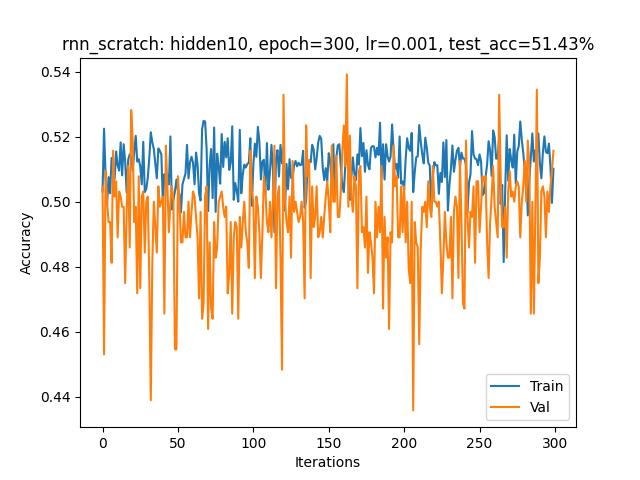 rnn_scratch: hidden10, epoch=300, lr=0.001, test_acc=51.43%
0.54
0.52
0.50
0.48
0.46
0.44
Accuracy
Train
Val
0 50 100 150 200 250 300
Iterations